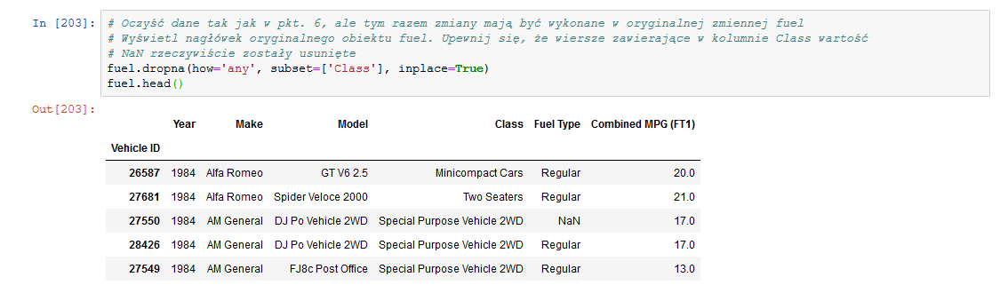 In [203]: # Oczyść dane tak jak w pkt. 6, ale tym razem zmiany mają być wykonane w oryginalnej zmiennej fuel
# Wyświetl nagłówek oryginalnego obiektu fuel. Upewnij się, że wiersze zawierające w kolumnie Class wartość
# NaN rzeczywiście zostały usunięte
fuel.dropna(how='any', subset=['Class'], inplace=True)
fuel.head()
Out[203]:
Year Make Model Class Fuel Type Combined MPG (FT1)
Vehicle ID
26587 1984 Alfa Romeo GT V6 2.5 Minicompact Cars Regular 20.0
27681 1984 Alfa Romeo Spider Veloce 2000 Two Seaters Regular 21.0
27550 1984 AM General DJ Po Vehicle 2WD Special Purpose Vehicle 2WD NaN 17.0
28426 1984 AM General DJ Po Vehicle 2WD Special Purpose Vehicle 2WD Regular 17.0
27549 1984 AM General FJ8c Post Office Special Purpose Vehicle 2WD Regular 13.0